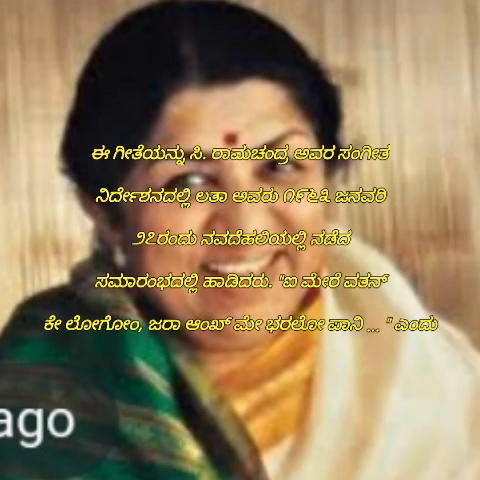 ಈ ಗೀತೆಯನ್ನು ಸಿ. ರಾಮಚಂದ್ರ ಅವರ ಸಂಗೀತ
ನಿರ್ದೇಶನದಲ್ಲಿ ಲತಾ ಅವರು ೧೯೬೩ ಜನವರಿ
೨೭ರಂದು ನವದೆಹಲಿಯಲ್ಲಿ ನಡೆದ
ಸಮಾರಂಭದಲ್ಲಿ ಹಾಡಿದರು. "ಐ ಮೇರೆ ವತನ್
ಕೇ ಲೋಗೋಂ, ಜರಾ ಆಂಖ್ ಮೇ ಭರಲೋ ಪಾನಿ ... " ಎಂದು
ago